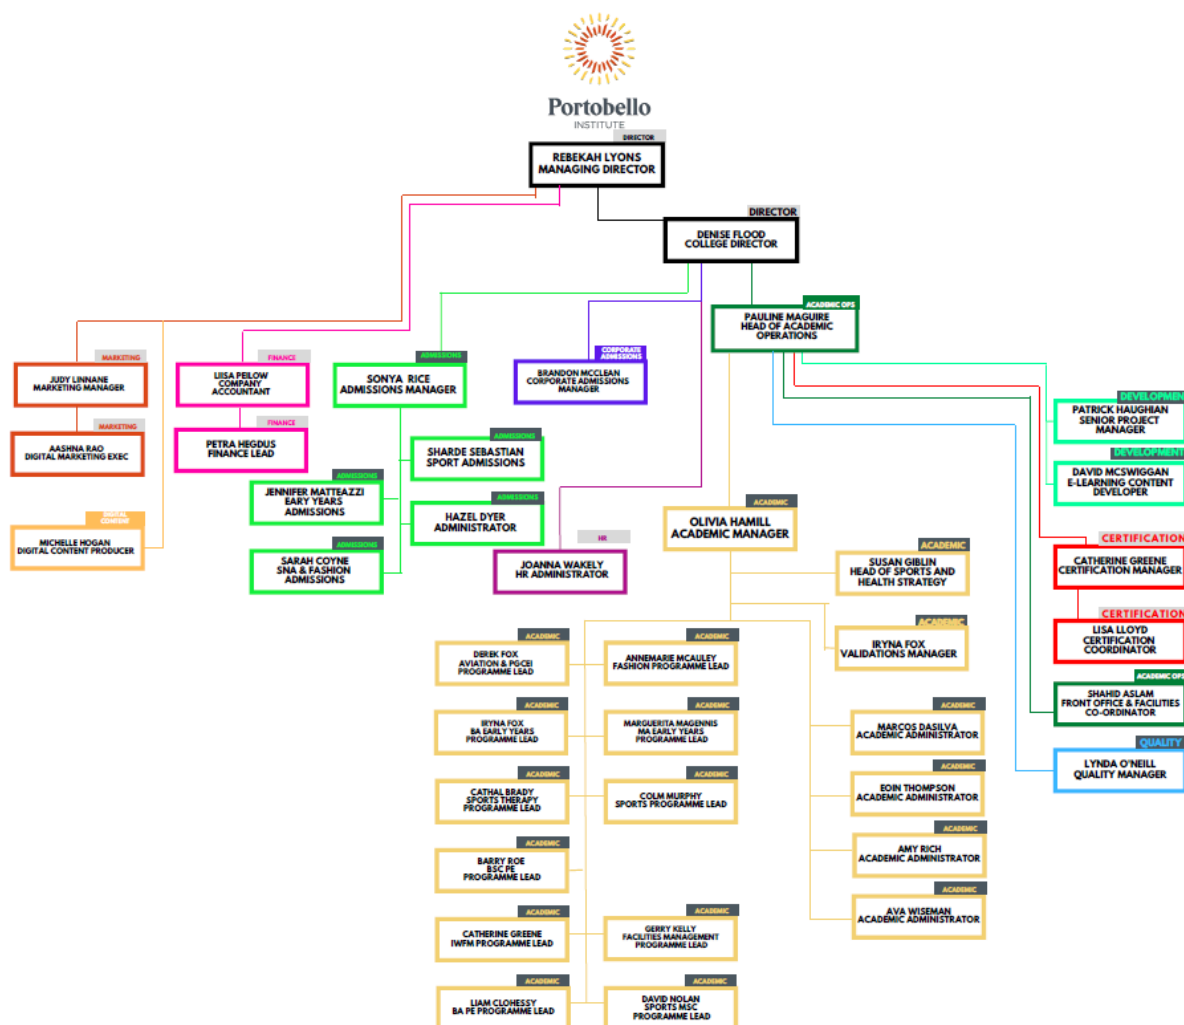 Portobello
INSTITUTE
DIRECTOR
REBEKAH LYONS
MANAGING DIRECTOR
DIRECTOR
DENISE FLOOD
COLLEGE DIRECTOR
ACADEMIC OPS
PAULINE MAGUIRE
HEAD OF ACADEMIC
OPERATIONS
MARKETING
JUDY LINNANE
MARKETING MANAGER
FINANCE
LIISA PEILOW
COMPANY
ACCOUNTANT
ADMISSIONS
SONYA RICE
ADMISSIONS MANAGER
CORPORATE
ADMISSIONS
BRANDON MCCLEAN
CORPORATE ADMISSIONS
MANAGER
MARKETING
AASHNA RAO
DIGITAL MARKETING EXEC
FINANCE
PETRA HEGDUS
FINANCE LEAD
ADMISSIONS
SHARDE SEBASTIAN
SPORT ADMISSIONS
ADMISSIONS
JENNIFER MATTEAZZI
EARY YEARS
ADMISSIONS
ADMISSIONS
HAZEL DYER
ADMINISTRATOR
DIGITAL
CONTENT
MICHELLE HOGAN
DIGITAL CONTENT PRODUCER
ADMISSIONS
SARAH COYNE
SNA & FASHION
ADMISSIONS
HR
JOANNA WAKELY
HR ADMINISTRATOR
ACADEMIC
OLIVIA HAMILL
ACADEMIC MANAGER
DEVELOPMENT
PATRICK HAUGHIAN
SENIOR PROJECT
MANAGER
DEVELOPMENT
DAVID MCSWIGGAN
E-LEARNING CONTENT
DEVELOPER
CERTIFICATION
CATHERINE GREENE
CERTIFICATION MANAGER
CERTIFICATION
LISA LLOYD
CERTIFICATION
COORDINATOR
ACADEMIC OPS
SHAHID ASLAM
FRONT OFFICE & FACILITIES
CO-ORDINATOR
QUALITY
LYNDA O'NEILL
QUALITY MANAGER
ACADEMIC
SUSAN GIBLIN
HEAD OF SPORTS AND
HEALTH STRATEGY
ACADEMIC
IRYNA FOX
VALIDATIONS MANAGER
ACADEMIC
DEREK FOX
AVIATION & PGCEI
PROGRAMME LEAD
ACADEMIC
ANNEMARIE MCAULEY
FASHION PROGRAMME LEAD
ACADEMIC
IRYNA FOX
BA EARLY YEARS
PROGRAMME LEAD
ACADEMIC
MARGUERITA MAGENNIS
MA EARLY YEARS
PROGRAMME LEAD
ACADEMIC
MARCOS DASILVA
ACADEMIC ADMINISTRATOR
ACADEMIC
CATHAL BRADY
SPORTS THERAPY
PROGRAMME LEAD
ACADEMIC
COLM MURPHY
SPORTS PROGRAMME LEAD
ACADEMIC
EOIN THOMPSON
ACADEMIC ADMINISTRATOR
ACADEMIC
BARRY ROE
BSC PE
PROGRAMME LEAD
ACADEMIC
AMY RICH
ACADEMIC ADMINISTRATOR
ACADEMIC
AVA WISEMAN
ACADEMIC ADMINISTRATOR
ACADEMIC
CATHERINE GREENE
IWFM PROGRAMME LEAD
ACADEMIC
GERRY KELLY
FACILITIES MANAGEMENT
PROGRAMME LEAD
ACADEMIC
LIAM CLOHESSY
BA PE PROGRAMME LEAD
ACADEMIC
DAVID NOLAN
SPORTS MSC
PROGRAMME LEAD